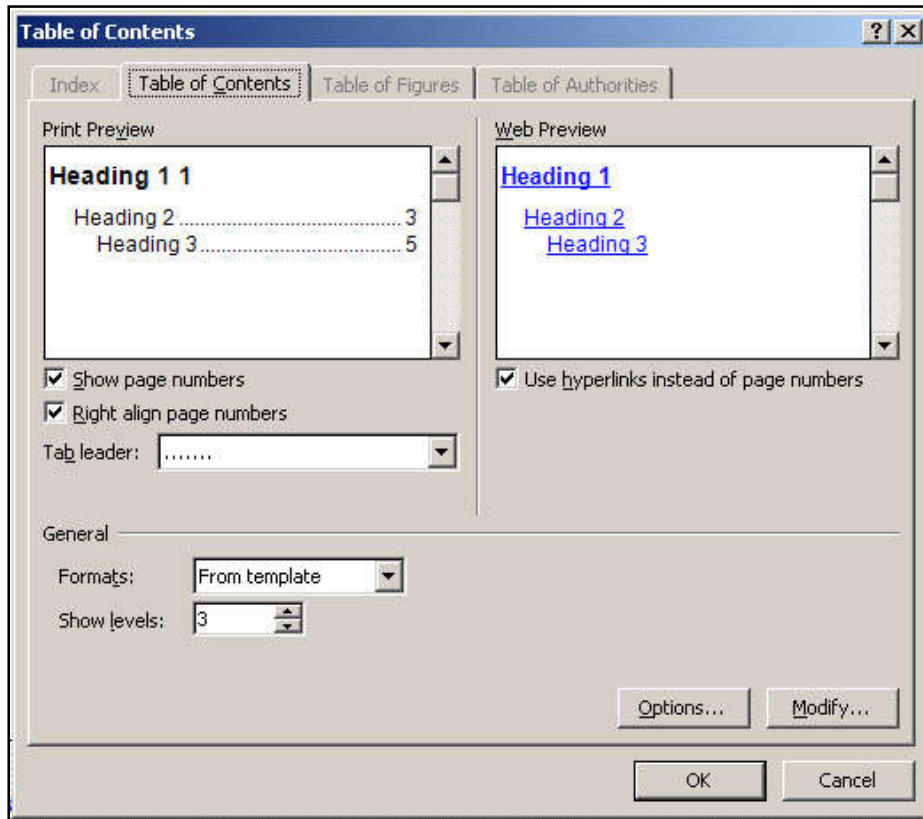 Table of Contents
Index Table of Contents Table of Figures Table of Authorities
Print Preview
Heading 1 1
Heading 2 ........................................ 3
Heading 3 ..................................... 5
Show page numbers
Right align page numbers
Tab leader: .......
Web Preview
Heading 1
Heading 2
Heading 3
Use hyperlinks instead of page numbers
General
Formats: From template
Show levels: 3
Options... Modify...
OK Cancel